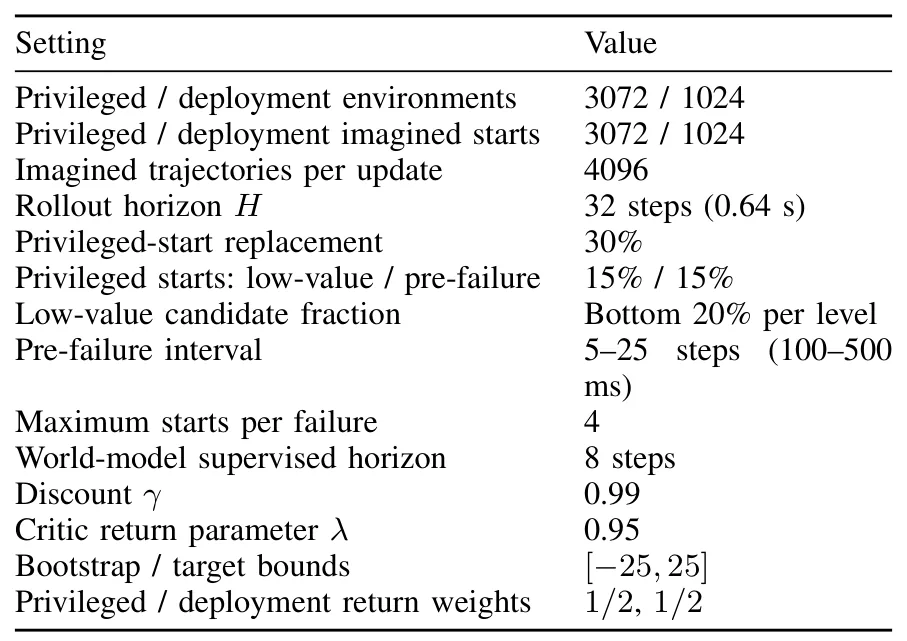 Setting Value
Privileged / deployment environments 3072 / 1024
Privileged / deployment imagined starts 3072 / 1024
Imagined trajectories per update 4096
Rollout horizon H 32 steps (0.64 s)
Privileged-start replacement 30%
Privileged starts: low-value / pre-failure 15% / 15%
Low-value candidate fraction Bottom 20% per level
Pre-failure interval 5–25 steps (100–500
ms)
Maximum starts per failure 4
World-model supervised horizon 8 steps
Discount γ 0.99
Critic return parameter λ 0.95
Bootstrap / target bounds [−25, 25]
Privileged / deployment return weights 1/2, 1/2